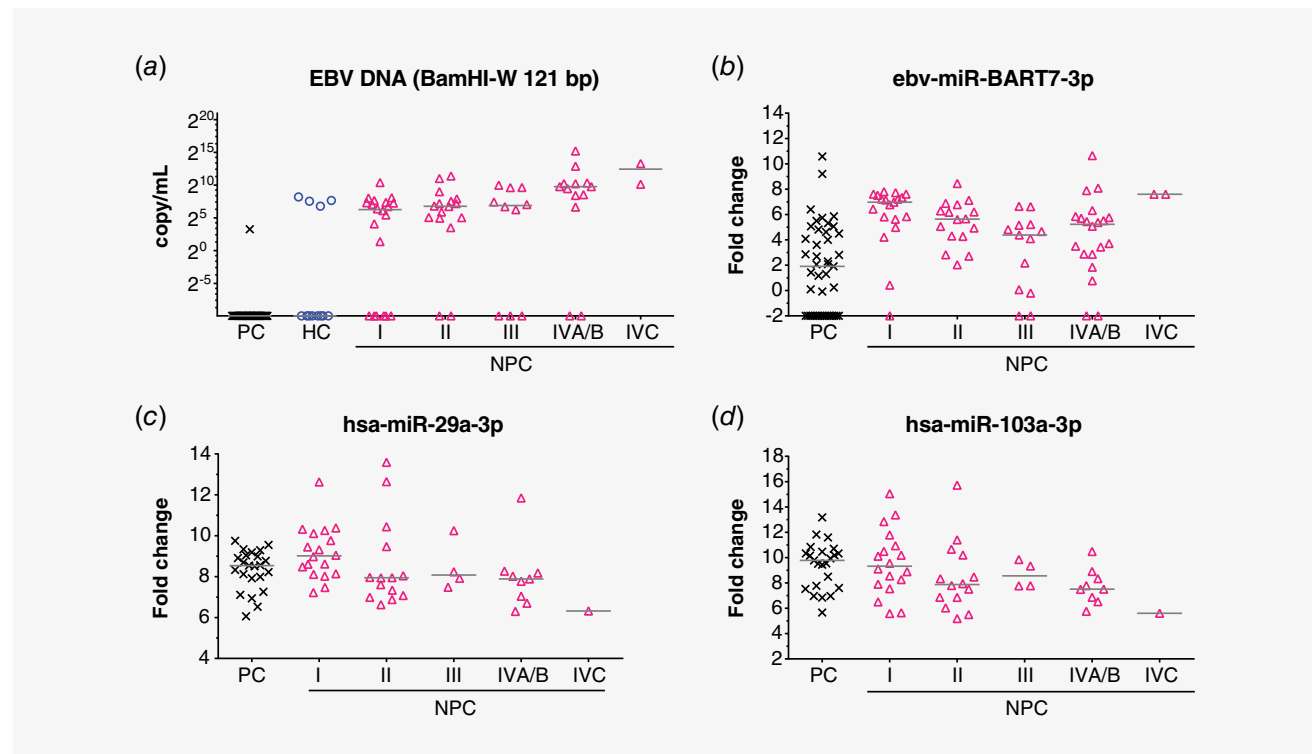 (a)
EBV DNA (BamHI-W 121 bp)
copy/mL
2^20
2^15
2^10
2^5
2^0
2^-5
PC HC I II III IVA/B IVC
NPC
(b)
ebv-miR-BART7-3p
Fold change
14
12
10
8
6
4
2
0
-2
PC I II III IVA/B IVC
NPC
(c)
hsa-miR-29a-3p
Fold change
14
12
10
8
6
4
PC I II III IVA/B IVC
NPC
(d)
hsa-miR-103a-3p
Fold change
18
16
14
12
10
8
6
4
2
PC I II III IVA/B IVC
NPC